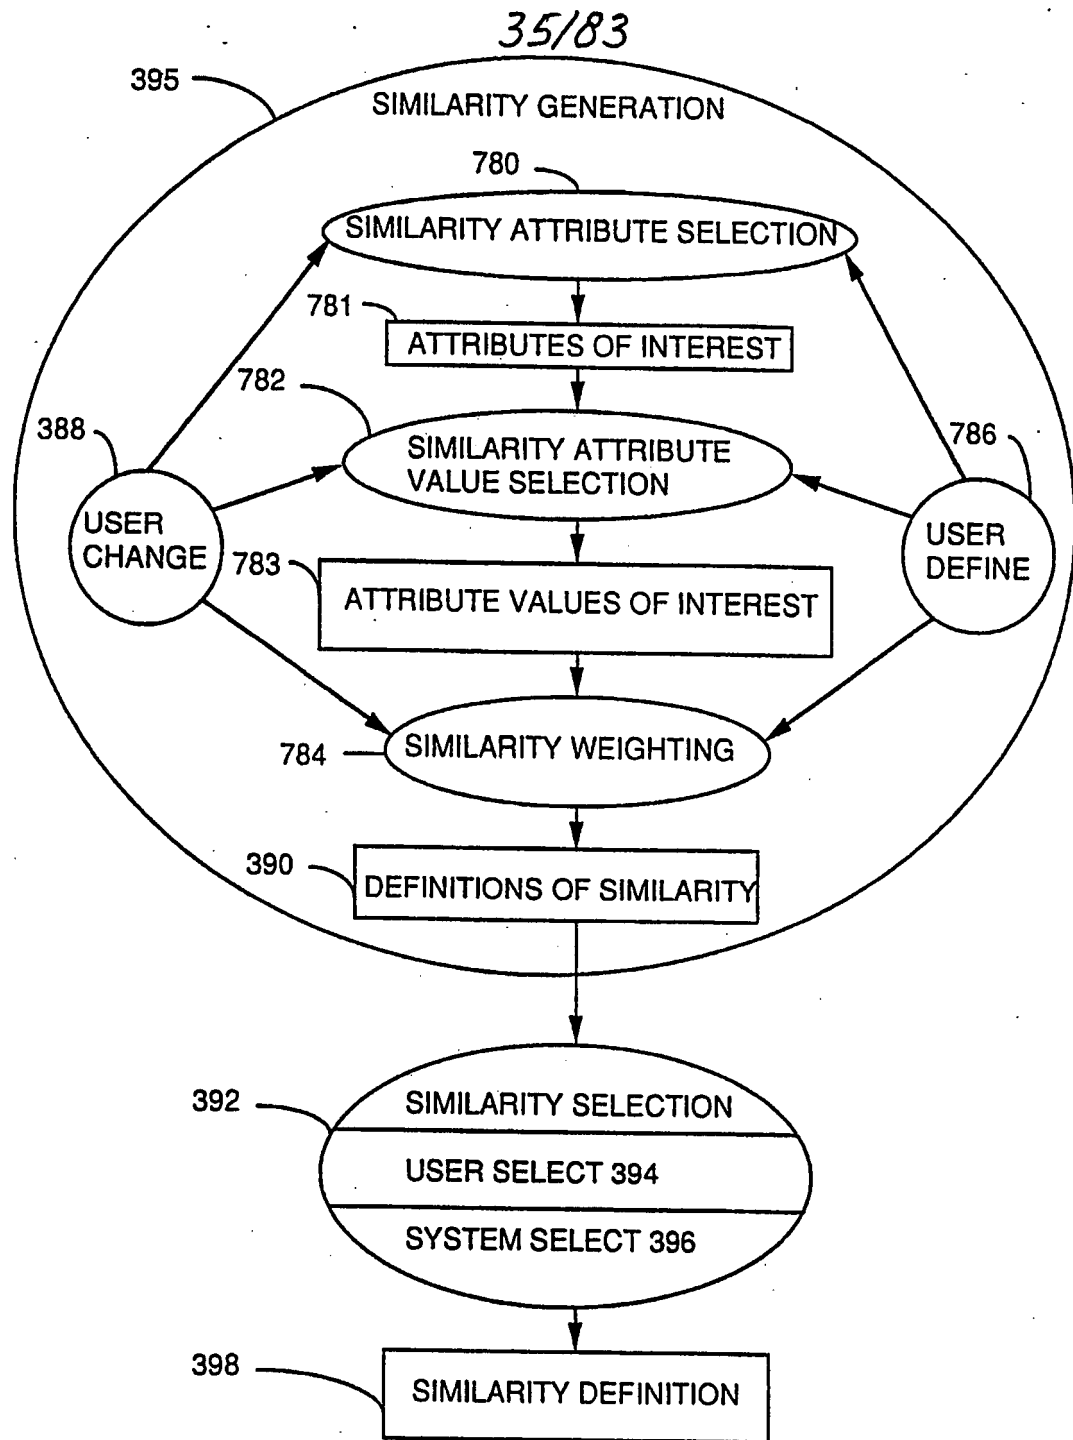 35/83
395
SIMILARITY GENERATION
780
SIMILARITY ATTRIBUTE SELECTION
781
ATTRIBUTES OF INTEREST
782
388
SIMILARITY ATTRIBUTE
VALUE SELECTION
786
USER
CHANGE
USER
DEFINE
783
ATTRIBUTE VALUES OF INTEREST
784
SIMILARITY WEIGHTING
390
DEFINITIONS OF SIMILARITY
392
SIMILARITY SELECTION
USER SELECT 394
SYSTEM SELECT 396
398
SIMILARITY DEFINITION